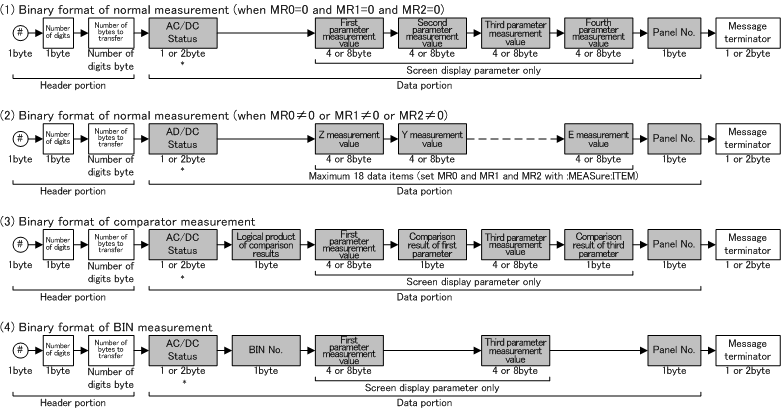 (1) Binary format of normal measurement (when MR0=0 and MR1=0 and MR2=0)
# Number of digits Number of bytes to transfer AC/DC Status First parameter measurement value Second parameter measurement value Third parameter measurement value Fourth parameter measurement value Panel No. Message terminator
1byte 1byte Number of digits byte 1 or 2byte 4 or 8byte 4 or 8byte 4 or 8byte 4 or 8byte 1byte 1 or 2byte
*
Screen display parameter only
Header portion Data portion
(2) Binary format of normal measurement (when MR0≠0 or MR1≠0 or MR2≠0)
# Number of digits Number of bytes to transfer AD/DC Status Z measurement value Y measurement value E measurement value Panel No. Message terminator
1byte 1byte Number of digits byte 1 or 2byte 4 or 8byte 4 or 8byte 4 or 8byte 1byte 1 or 2byte
*
Maximum 18 data items (set MR0 and MR1 and MR2 with :MEASure:ITEM)
Header portion Data portion
(3) Binary format of comparator measurement
# Number of digits Number of bytes to transfer AC/DC Status Logical product of comparison results First parameter measurement value Comparison result of first parameter Third parameter measurement value Comparison result of third parameter Panel No. Message terminator
1byte 1byte Number of digits byte 1 or 2byte 1byte 4 or 8byte 1byte 4 or 8byte 1byte 1byte 1 or 2byte
*
Screen display parameter only
Header portion Data portion
(4) Binary format of BIN measurement
# Number of digits Number of bytes to transfer AC/DC Status BIN No. First parameter measurement value Third parameter measurement value Panel No. Message terminator
1byte 1byte Number of digits byte 1 or 2byte 1byte 4 or 8byte 4 or 8byte 1byte 1 or 2byte
*
Screen display parameter only
Header portion Data portion